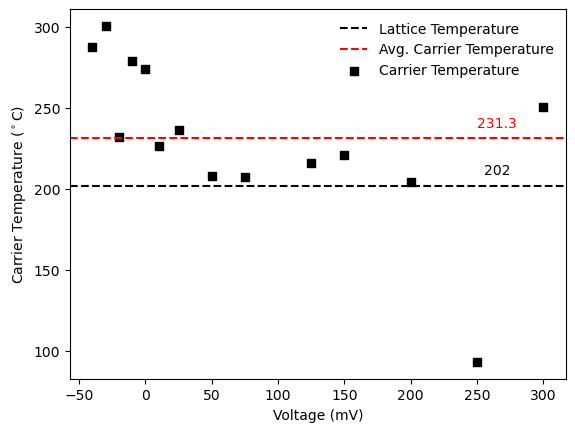 Lattice Temperature
Avg. Carrier Temperature
Carrier Temperature
231.3
202
300
250
200
150
100
Carrier Temperature (°C)
−50 0 50 100 150 200 250 300
Voltage (mV)